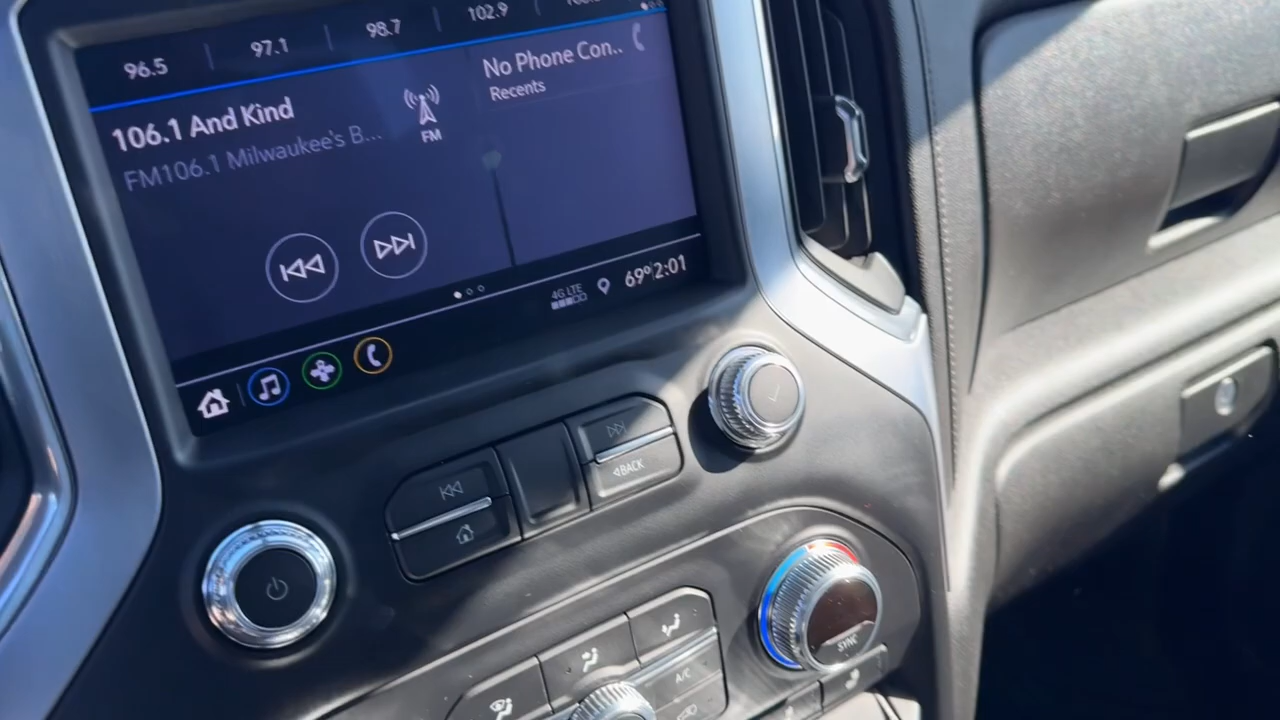 96.5
97.1
98.7
102.9
106.1 And Kind
FM106.1 Milwaukee's B...
FM
No Phone Con..
Recents
4G LTE
69° 2:01
BACK
SYNC
A/C